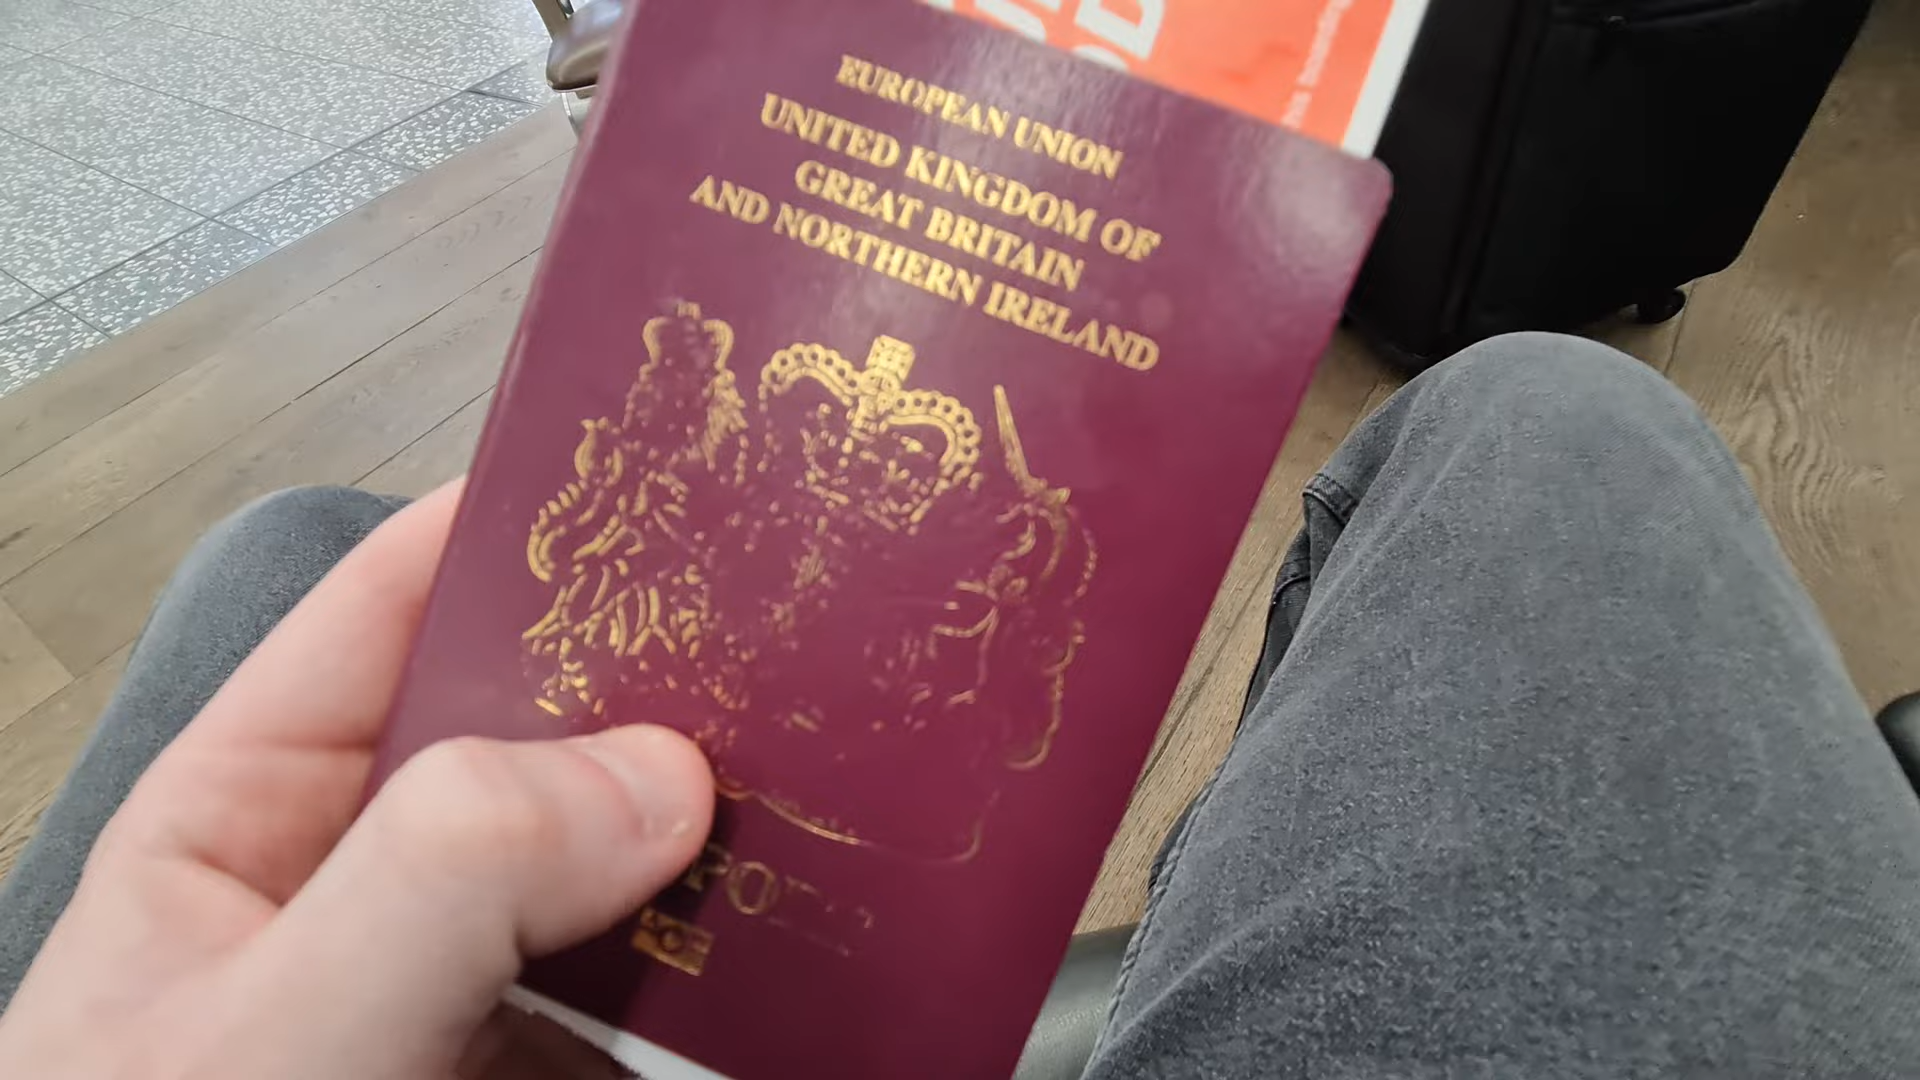 EUROPEAN UNION
UNITED KINGDOM OF
GREAT BRITAIN
AND NORTHERN IRELAND